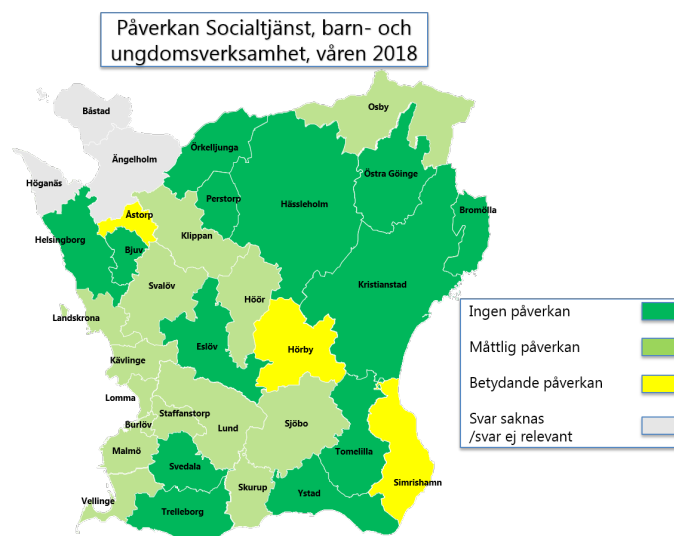 Påverkan Socialtjänst, barn- och
ungdomsverksamhet, våren 2018
Båstad
Osby
Ängelholm
Örkelljunga
Östra Göinge
Höganäs
Perstorp
Hässleholm
Bromölla
Åstorp
Helsingborg
Klippan
Bjuv
Svalöv
Höör
Kristianstad
Landskrona
Eslöv
Hörby
Kävlinge
Lomma
Staffanstorp
Burlöv
Lund
Sjöbo
Malmö
Tomelilla
Svedala
Simrishamn
Skurup
Ystad
Vellinge
Trelleborg
Ingen påverkan
Måttlig påverkan
Betydande påverkan
Svar saknas
/svar ej relevant